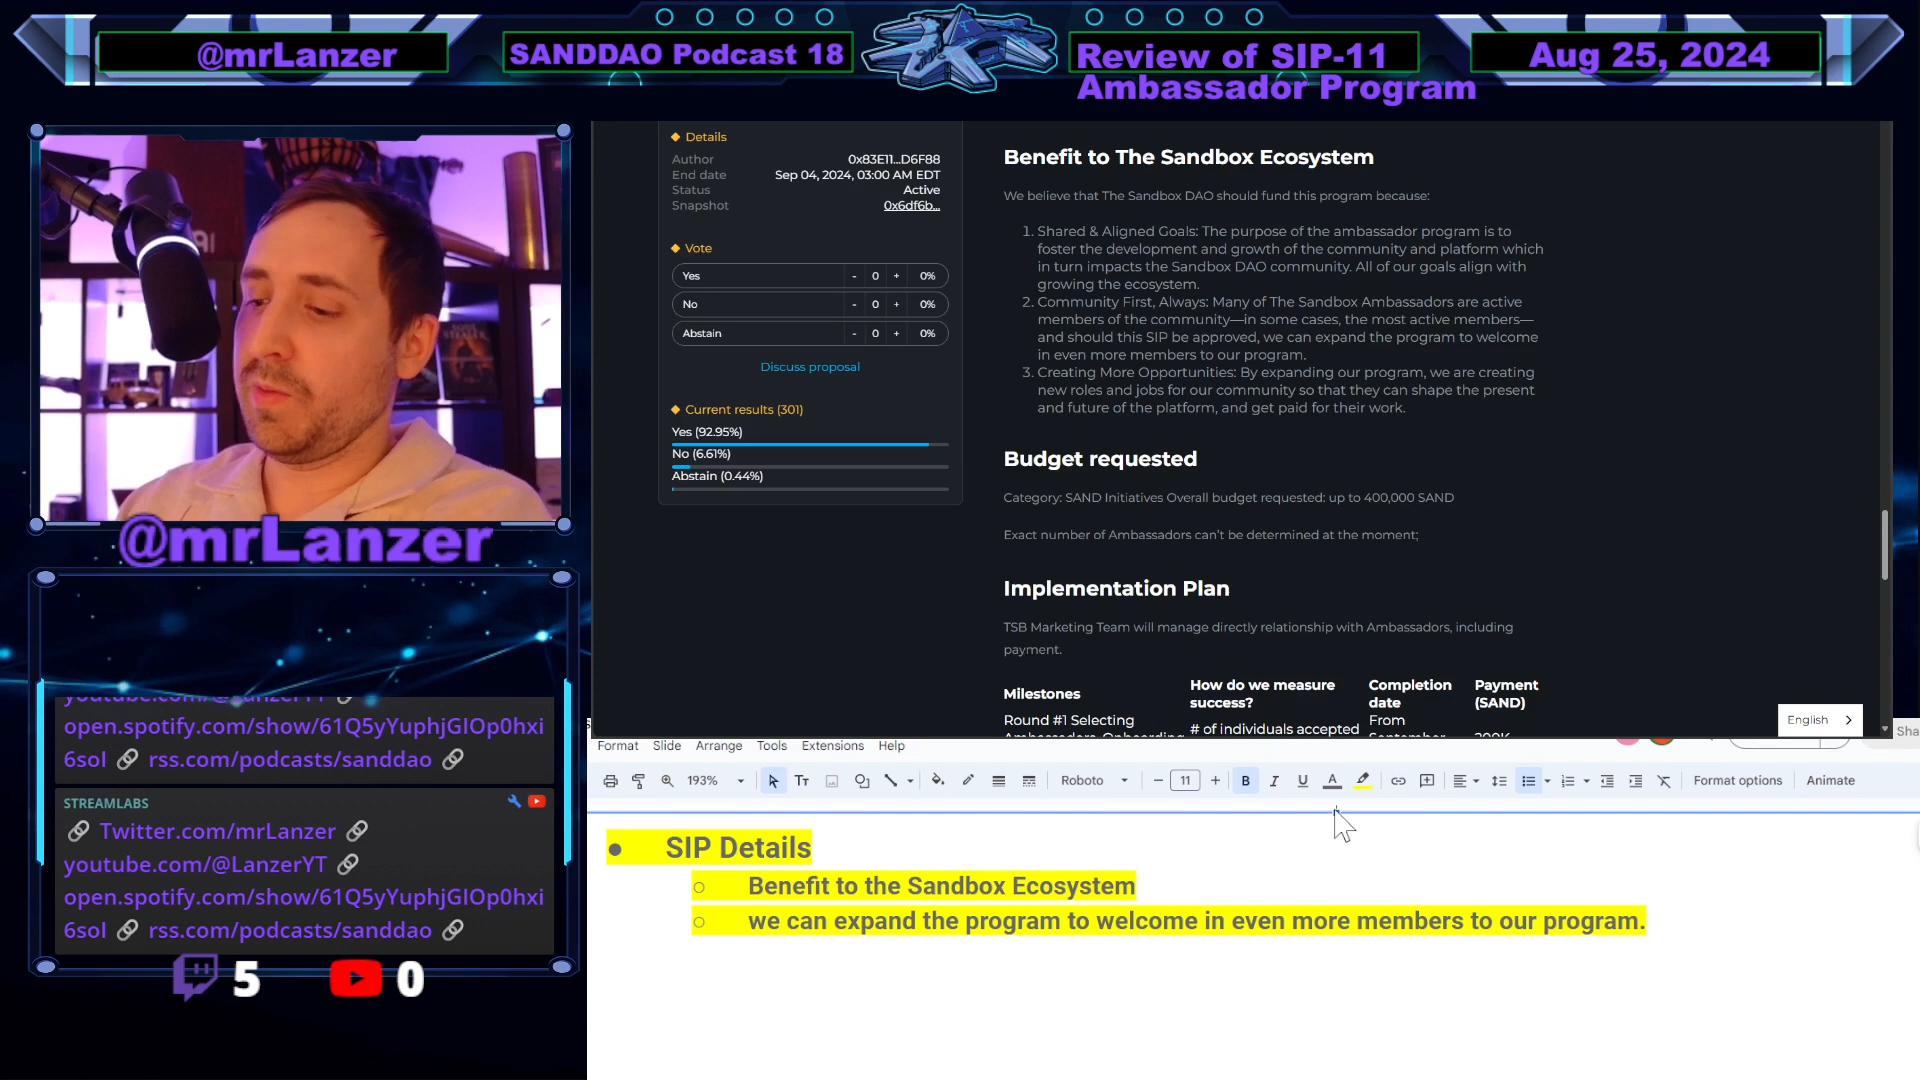 @mrLanzer
SANDDAO Podcast 18
Review of SIP-11
Ambassador Program
Aug 25, 2024
@mrLanzer
open.spotify.com/show/61Q5yYuphjGIOp0hxi
6sol 🔗 rss.com/podcasts/sanddao 🔗
STREAMLABS
🔗 Twitter.com/mrLanzer 🔗
youtube.com/@LanzerYT 🔗
open.spotify.com/show/61Q5yYuphjGIOp0hxi
6sol 🔗 rss.com/podcasts/sanddao 🔗
5
0
Details
Author 0x83E11...D6F88
End date Sep 04, 2024, 03:00 AM EDT
Status Active
Snapshot 0x6df6b...
Vote
Yes - 0 + 0%
No - 0 + 0%
Abstain - 0 + 0%
Discuss proposal
Current results (301)
Yes (92.95%)
No (6.61%)
Abstain (0.44%)
Benefit to The Sandbox Ecosystem
We believe that The Sandbox DAO should fund this program because:
1. Shared & Aligned Goals: The purpose of the ambassador program is to
foster the development and growth of the community and platform which
in turn impacts the Sandbox DAO community. All of our goals align with
growing the ecosystem.
2. Community First, Always: Many of The Sandbox Ambassadors are active
members of the community—in some cases, the most active members—
and should this SIP be approved, we can expand the program to welcome
in even more members to our program.
3. Creating More Opportunities: By expanding our program, we are creating
new roles and jobs for our community so that they can shape the present
and future of the platform, and get paid for their work.
Budget requested
Category: SAND Initiatives Overall budget requested: up to 400,000 SAND
Exact number of Ambassadors can't be determined at the moment;
Implementation Plan
TSB Marketing Team will manage directly relationship with Ambassadors, including
payment.
Milestones
How do we measure
success?
Completion
date
Payment
(SAND)
Round #1 Selecting
# of individuals accepted
From
English
Sha
Format Slide Arrange Tools Extensions Help
193% Tт Roboto − 11 + B I U A Format options Animate
● SIP Details
○ Benefit to the Sandbox Ecosystem
○ we can expand the program to welcome in even more members to our program.